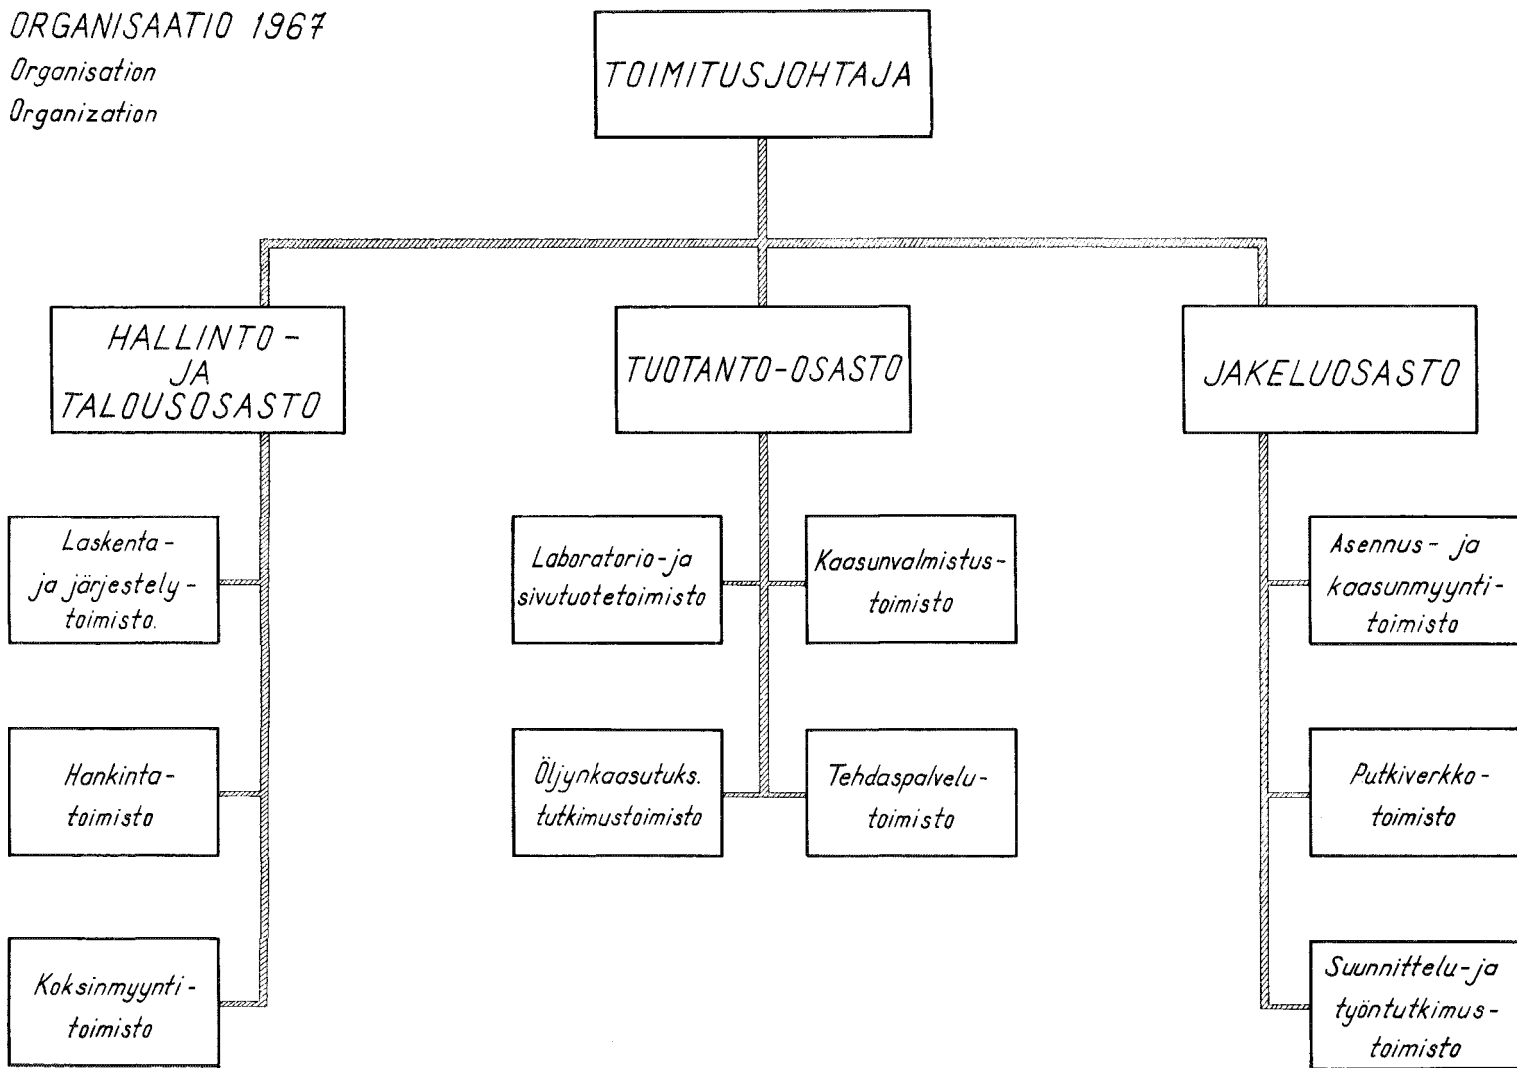 ORGANISAATIO 1967
Organisation
Organization
TOIMITUSJOHTAJA
HALLINTO-
JA
TALOUSOSASTO
TUOTANTO-OSASTO
JAKELUOSASTO
Laskenta-
ja järjestely-
toimisto.
Laboratorio-ja
sivutuotetoimisto
Kaasunvalmistus-
toimisto
Asennus- ja
kaasunmyynti-
toimisto
Hankinta-
toimisto
Öljynkaasutuks.
tutkimustoimisto
Tehdaspalvelu-
toimisto
Putkiverkko-
toimisto
Koksinmyynti-
toimisto
Suunnittelu-ja
työntutkimus-
toimisto